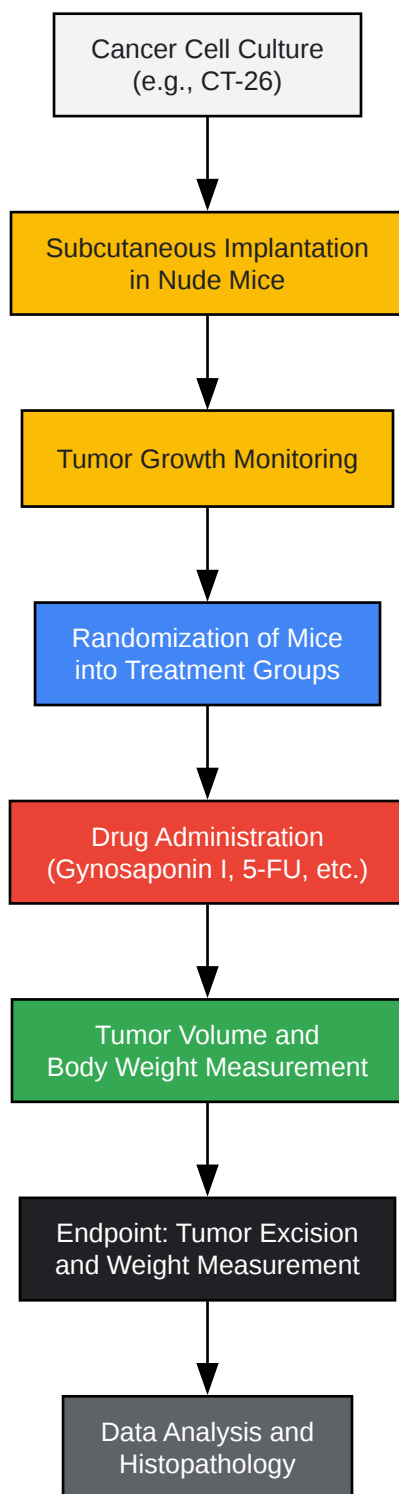 Cancer Cell Culture
(e.g., CT-26)
Subcutaneous Implantation
in Nude Mice
Tumor Growth Monitoring
Randomization of Mice
into Treatment Groups
Drug Administration
(Gynosaponin I, 5-FU, etc.)
Tumor Volume and
Body Weight Measurement
Endpoint: Tumor Excision
and Weight Measurement
Data Analysis and
Histopathology